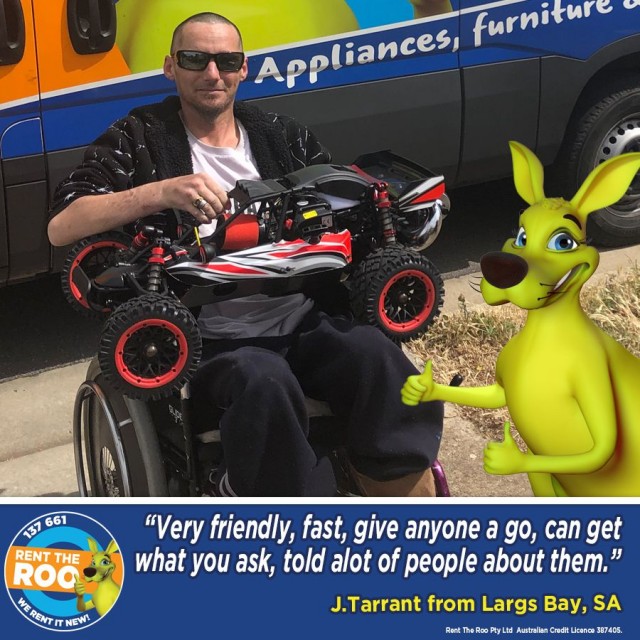 Appliances, furniture &
137 661
RENT THE
ROO
WE RENT IT NEW!
“Very friendly, fast, give anyone a go, can get
what you ask, told alot of people about them.”
J.Tarrant from Largs Bay, SA
Rent The Roo Pty Ltd Australian Credit Licence 387405.